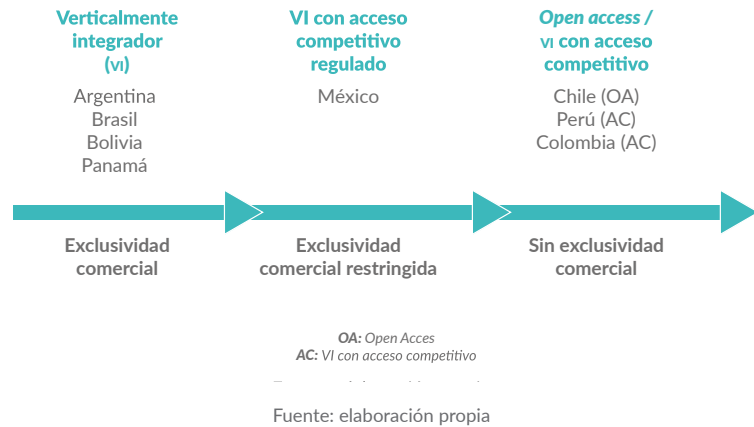 Verticalmente
integrador
(VI)
Argentina
Brasil
Bolivia
Panamá
VI con acceso
competitivo
regulado
México
Open access /
VI con acceso
competitivo
Chile (OA)
Perú (AC)
Colombia (AC)
Exclusividad
comercial
Exclusividad
comercial restringida
Sin exclusividad
comercial
OA: Open Acces
AC: VI con acceso competitivo
Fuente: elaboración propia